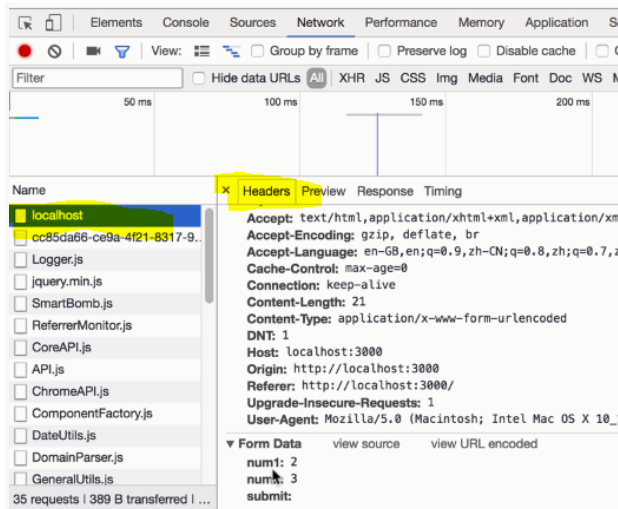 Elements Console Sources Network Performance Memory Application
View: Group by frame Preserve log Disable cache
Filter Hide data URLs All XHR JS CSS Img Media Font Doc WS
50 ms 100 ms 150 ms 200 ms
Name
× Headers Preview Response Timing
localhost
cc85da66-ce9a-4f21-8317-9..
Logger.js
jquery.min.js
SmartBomb.js
ReferrerMonitor.js
CoreAPI.js
API.js
ChromeAPI.js
ComponentFactory.js
DateUtils.js
DomainParser.js
GeneralUtils.js
35 requests | 389 B transferred | ...
Accept: text/html,application/xhtml+xml,application/xm
Accept-Encoding: gzip, deflate, br
Accept-Language: en-GB,en;q=0.9,zh-CN;q=0.8,zh;q=0.7,z
Cache-Control: max-age=0
Connection: keep-alive
Content-Length: 21
Content-Type: application/x-www-form-urlencoded
DNT: 1
Host: localhost:3000
Origin: http://localhost:3000
Referer: http://localhost:3000/
Upgrade-Insecure-Requests: 1
User-Agent: Mozilla/5.0 (Macintosh; Intel Mac OS X 10_
▼ Form Data view source view URL encoded
num1: 2
3
submit: